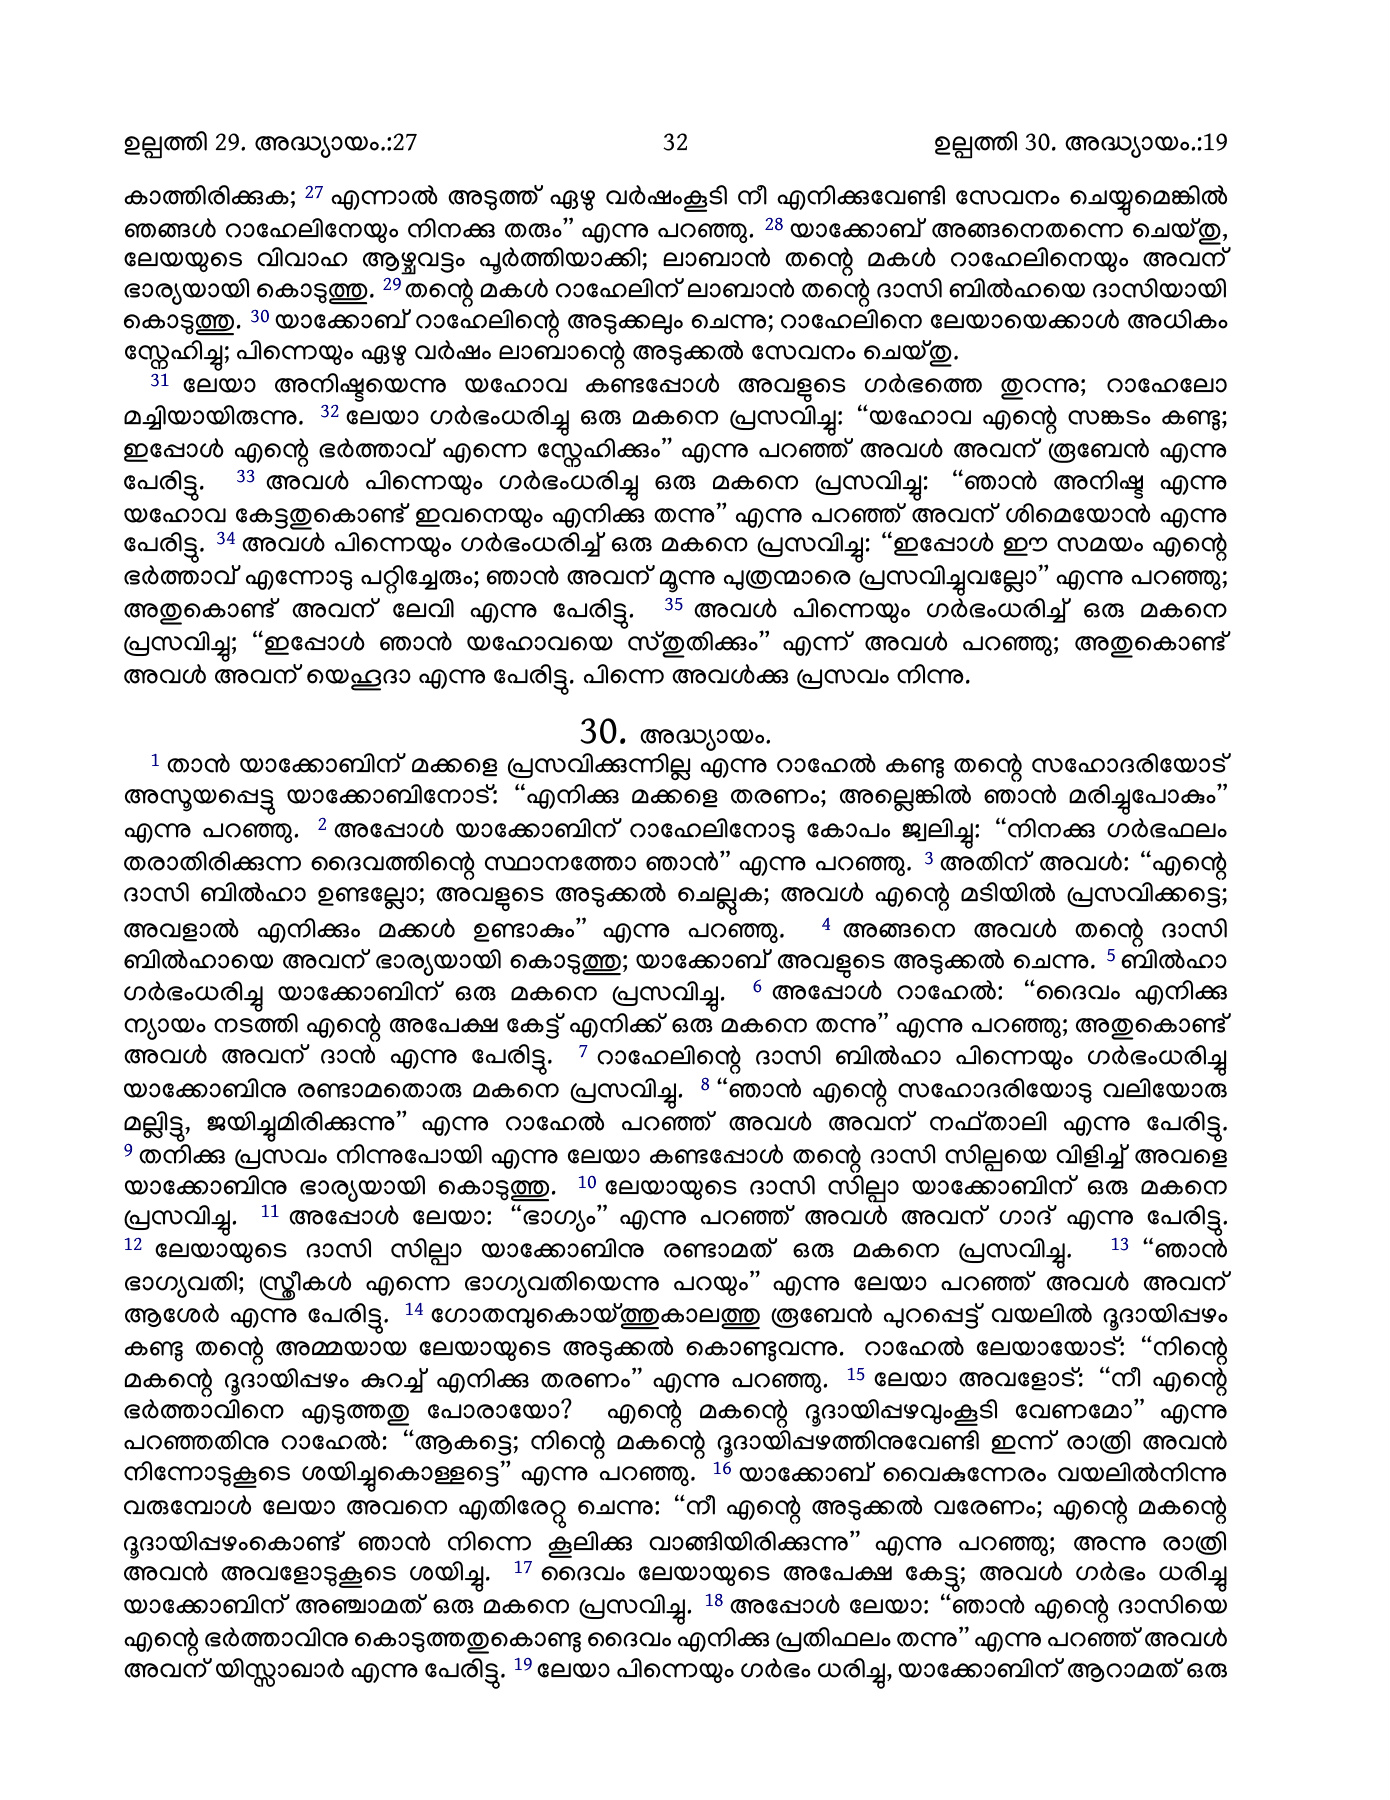 ഉല്പത്തി 29. അദ്ധ്യായം.:27 32 ഉല്പത്തി 30. അദ്ധ്യായം.:19
കാത്തിരിക്കുക; 27 എന്നാൽ അടുത്ത് ഏഴു വർഷംകൂടി നീ എനിക്കുവേണ്ടി സേവനം ചെയ്യുമെങ്കിൽ
ഞങ്ങൾ റാഹേലിനേയും നിനക്കു തരും” എന്നു പറഞ്ഞു. 28 യാക്കോബ് അങ്ങനെതന്നെ ചെയ്തു,
ലേയയുടെ വിവാഹ ആഴ്ചവട്ടം പൂർത്തിയാക്കി; ലാബാൻ തന്റെ മകൾ റാഹേലിനെയും അവന്
ഭാര്യയായി കൊടുത്തു. 29 തന്റെ മകൾ റാഹേലിന് ലാബാൻ തന്റെ ദാസി ബിൽഹയെ ദാസിയായി
കൊടുത്തു. 30 യാക്കോബ് റാഹേലിന്റെ അടുക്കലും ചെന്നു; റാഹേലിനെ ലേയായെക്കാൾ അധികം
സ്നേഹിച്ചു; പിന്നെയും ഏഴു വർഷം ലാബാന്റെ അടുക്കൽ സേവനം ചെയ്തു.
31 ലേയാ അനിഷ്ടയെന്നു യഹോവ കണ്ടപ്പോൾ അവളുടെ ഗർഭത്തെ തുറന്നു; റാഹേലോ
മച്ചിയായിരുന്നു. 32 ലേയാ ഗർഭംധരിച്ചു ഒരു മകനെ പ്രസവിച്ചു: “യഹോവ എന്റെ സങ്കടം കണ്ടു;
ഇപ്പോൾ എന്റെ ഭർത്താവ് എന്നെ സ്നേഹിക്കും” എന്നു പറഞ്ഞ് അവൾ അവന് രൂബേൻ എന്നു
പേരിട്ടു. 33 അവൾ പിന്നെയും ഗർഭംധരിച്ചു ഒരു മകനെ പ്രസവിച്ചു: “ഞാൻ അനിഷ്ട എന്നു
യഹോവ കേട്ടതുകൊണ്ട് ഇവനെയും എനിക്കു തന്നു” എന്നു പറഞ്ഞ് അവന് ശിമെയോൻ എന്നു
പേരിട്ടു. 34 അവൾ പിന്നെയും ഗർഭംധരിച്ച് ഒരു മകനെ പ്രസവിച്ചു: “ഇപ്പോൾ ഈ സമയം എന്റെ
ഭർത്താവ് എന്നോടു പറ്റിച്ചേരും; ഞാൻ അവന് മൂന്നു പുത്രന്മാരെ പ്രസവിച്ചുവല്ലോ” എന്നു പറഞ്ഞു;
അതുകൊണ്ട് അവന് ലേവി എന്നു പേരിട്ടു. 35 അവൾ പിന്നെയും ഗർഭംധരിച്ച് ഒരു മകനെ
പ്രസവിച്ചു; “ഇപ്പോൾ ഞാൻ യഹോവയെ സ്തുതിക്കും” എന്ന് അവൾ പറഞ്ഞു; അതുകൊണ്ട്
അവൾ അവന് യെഹൂദാ എന്നു പേരിട്ടു. പിന്നെ അവൾക്കു പ്രസവം നിന്നു.
30. അദ്ധ്യായം.
1 താൻ യാക്കോബിന് മക്കളെ പ്രസവിക്കുന്നില്ല എന്നു റാഹേൽ കണ്ടു തന്റെ സഹോദരിയോട്
അസൂയപ്പെട്ടു യാക്കോബിനോട്: “എനിക്കു മക്കളെ തരണം; അല്ലെങ്കിൽ ഞാൻ മരിച്ചുപോകും”
എന്നു പറഞ്ഞു. 2 അപ്പോൾ യാക്കോബിന് റാഹേലിനോടു കോപം ജ്വലിച്ചു: “നിനക്കു ഗർഭഫലം
തരാതിരിക്കുന്ന ദൈവത്തിന്റെ സ്ഥാനത്തോ ഞാൻ” എന്നു പറഞ്ഞു. 3 അതിന് അവൾ: “എന്റെ
ദാസി ബിൽഹാ ഉണ്ടല്ലോ; അവളുടെ അടുക്കൽ ചെല്ലുക; അവൾ എന്റെ മടിയിൽ പ്രസവിക്കട്ടെ;
അവളാൽ എനിക്കും മക്കൾ ഉണ്ടാകും” എന്നു പറഞ്ഞു. 4 അങ്ങനെ അവൾ തന്റെ ദാസി
ബിൽഹായെ അവന് ഭാര്യയായി കൊടുത്തു; യാക്കോബ് അവളുടെ അടുക്കൽ ചെന്നു. 5 ബിൽഹാ
ഗർഭംധരിച്ചു യാക്കോബിന് ഒരു മകനെ പ്രസവിച്ചു. 6 അപ്പോൾ റാഹേൽ: “ദൈവം എനിക്കു
ന്യായം നടത്തി എന്റെ അപേക്ഷ കേട്ട് എനിക്ക് ഒരു മകനെ തന്നു” എന്നു പറഞ്ഞു; അതുകൊണ്ട്
അവൾ അവന് ദാൻ എന്നു പേരിട്ടു. 7 റാഹേലിന്റെ ദാസി ബിൽഹാ പിന്നെയും ഗർഭംധരിച്ചു
യാക്കോബിനു രണ്ടാമതൊരു മകനെ പ്രസവിച്ചു. 8 “ഞാൻ എന്റെ സഹോദരിയോടു വലിയോരു
മല്ലിട്ടു, ജയിച്ചുമിരിക്കുന്നു” എന്നു റാഹേൽ പറഞ്ഞ് അവൾ അവന് നഫ്താലി എന്നു പേരിട്ടു.
9 തനിക്കു പ്രസവം നിന്നുപോയി എന്നു ലേയാ കണ്ടപ്പോൾ തന്റെ ദാസി സില്പയെ വിളിച്ച് അവളെ
യാക്കോബിനു ഭാര്യയായി കൊടുത്തു. 10 ലേയായുടെ ദാസി സില്പാ യാക്കോബിന് ഒരു മകനെ
പ്രസവിച്ചു. 11 അപ്പോൾ ലേയാ: “ഭാഗ്യം” എന്നു പറഞ്ഞ് അവൾ അവന് ഗാദ് എന്നു പേരിട്ടു.
12 ലേയായുടെ ദാസി സില്പാ യാക്കോബിനു രണ്ടാമത് ഒരു മകനെ പ്രസവിച്ചു. 13 “ഞാൻ
ഭാഗ്യവതി; സ്ത്രീകൾ എന്നെ ഭാഗ്യവതിയെന്നു പറയും” എന്നു ലേയാ പറഞ്ഞ് അവൾ അവന്
ആശേർ എന്നു പേരിട്ടു. 14 ഗോതമ്പുകൊയ്ത്തുകാലത്തു രൂബേൻ പുറപ്പെട്ട് വയലിൽ ദൂദായിപ്പഴം
കണ്ടു തന്റെ അമ്മയായ ലേയായുടെ അടുക്കൽ കൊണ്ടുവന്നു. റാഹേൽ ലേയായോട്: “നിന്റെ
മകന്റെ ദൂദായിപ്പഴം കുറച്ച് എനിക്കു തരണം” എന്നു പറഞ്ഞു. 15 ലേയാ അവളോട്: “നീ എന്റെ
ഭർത്താവിനെ എടുത്തതു പോരായോ? എന്റെ മകന്റെ ദൂദായിപ്പഴവുംകൂടി വേണമോ” എന്നു
പറഞ്ഞതിനു റാഹേൽ: “ആകട്ടെ; നിന്റെ മകന്റെ ദൂദായിപ്പഴത്തിനുവേണ്ടി ഇന്ന് രാത്രി അവൻ
നിന്നോടുകൂടെ ശയിച്ചുകൊള്ളട്ടെ” എന്നു പറഞ്ഞു. 16 യാക്കോബ് വൈകുന്നേരം വയലിൽനിന്നു
വരുമ്പോൾ ലേയാ അവനെ എതിരേറ്റു ചെന്നു: “നീ എന്റെ അടുക്കൽ വരേണം; എന്റെ മകന്റെ
ദൂദായിപ്പഴംകൊണ്ട് ഞാൻ നിന്നെ കൂലിക്കു വാങ്ങിയിരിക്കുന്നു” എന്നു പറഞ്ഞു; അന്നു രാത്രി
അവൻ അവളോടുകൂടെ ശയിച്ചു. 17 ദൈവം ലേയായുടെ അപേക്ഷ കേട്ടു; അവൾ ഗർഭം ധരിച്ചു
യാക്കോബിന് അഞ്ചാമത് ഒരു മകനെ പ്രസവിച്ചു. 18 അപ്പോൾ ലേയാ: “ഞാൻ എന്റെ ദാസിയെ
എന്റെ ഭർത്താവിനു കൊടുത്തതുകൊണ്ടു ദൈവം എനിക്കു പ്രതിഫലം തന്നു” എന്നു പറഞ്ഞ് അവൾ
അവന് യിസ്സാഖാർ എന്നു പേരിട്ടു. 19 ലേയാ പിന്നെയും ഗർഭം ധരിച്ചു, യാക്കോബിന് ആറാമത് ഒരു